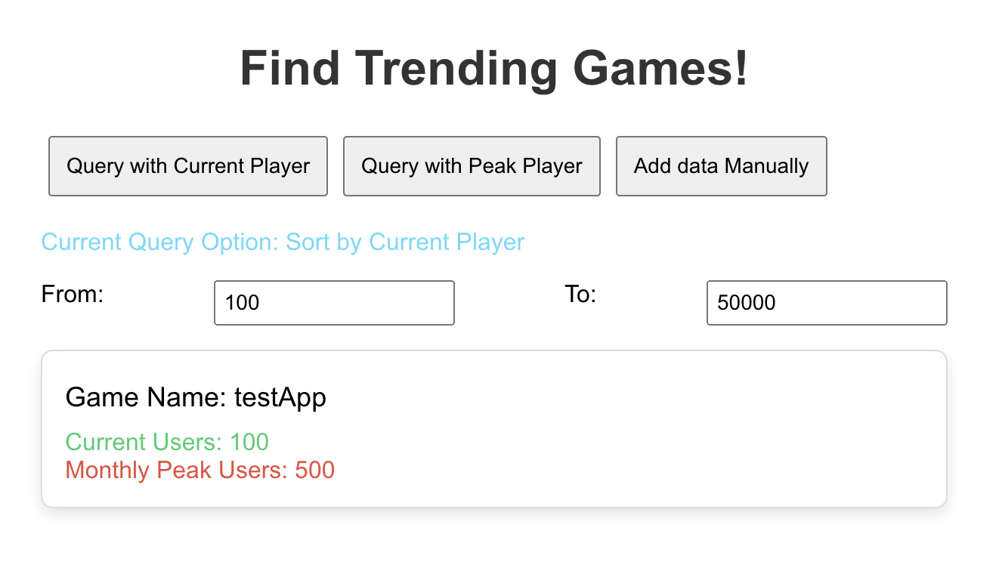 Find Trending Games!
Query with Current Player Query with Peak Player Add data Manually
Current Query Option: Sort by Current Player
From: 100 To: 50000
Game Name: testApp
Current Users: 100
Monthly Peak Users: 500